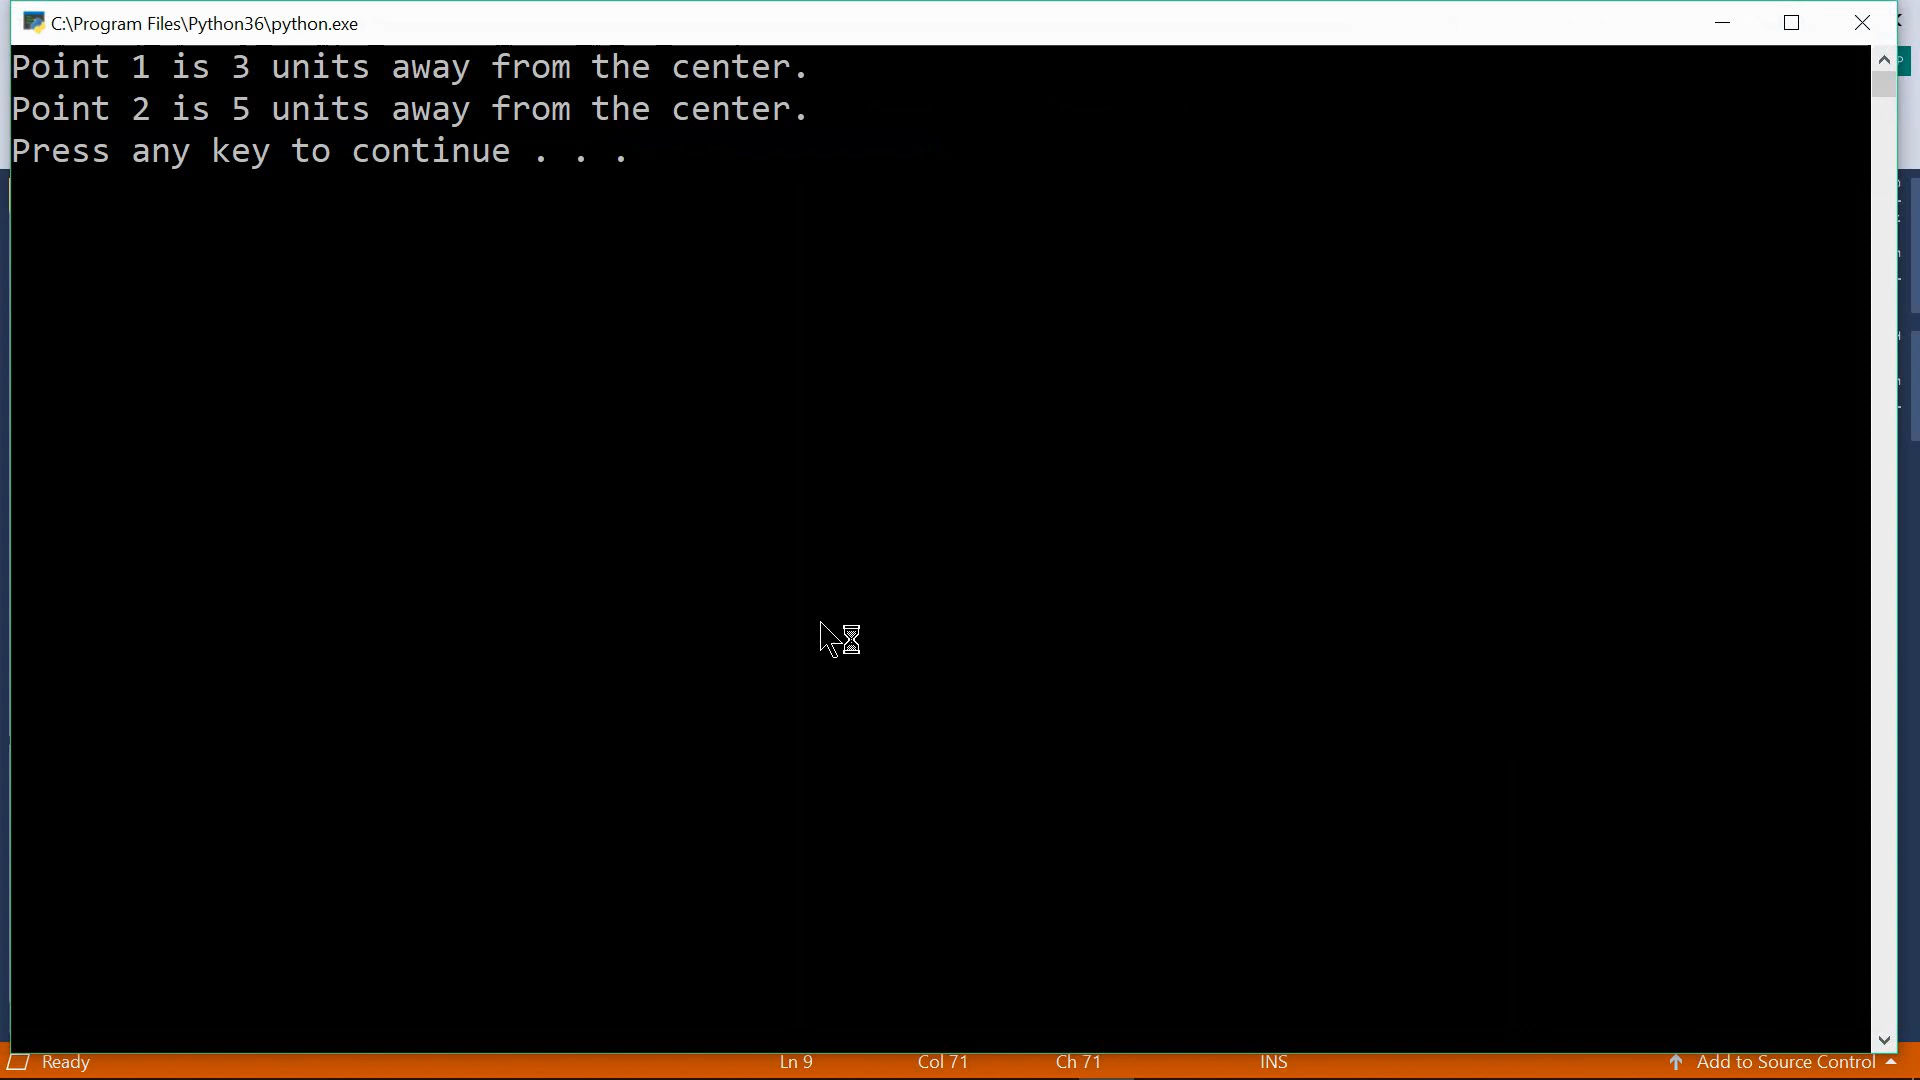 C:\Program Files\Python36\python.exe
Point 1 is 3 units away from the center.
Point 2 is 5 units away from the center.
Press any key to continue . . .
Ready
Ln 9
Col 71
Ch 71
INS
Add to Source Control